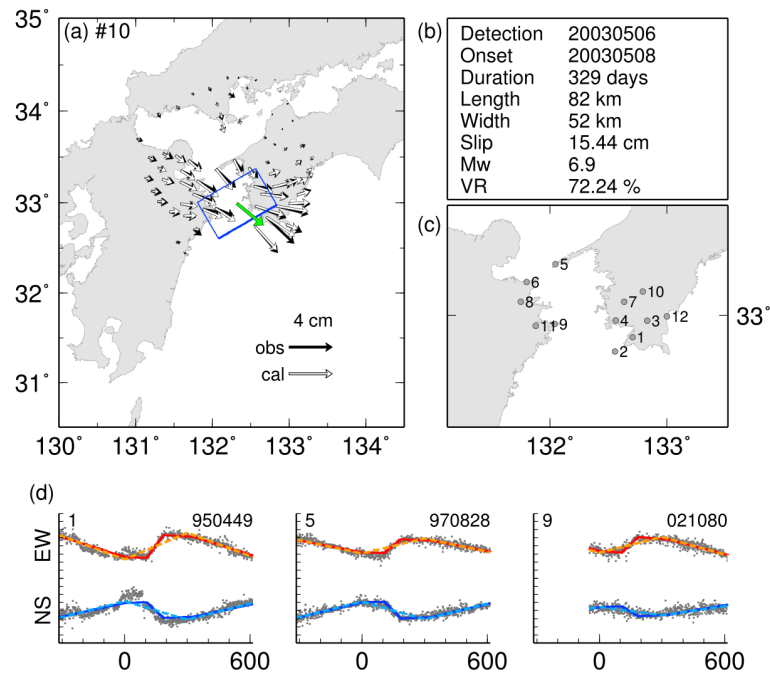 (a) #10
35˚
34˚
33˚
32˚
31˚
130˚ 131˚ 132˚ 133˚ 134˚
4 cm
obs
cal
(b)
Detection 20030506
Onset 20030508
Duration 329 days
Length 82 km
Width 52 km
Slip 15.44 cm
Mw 6.9
VR 72.24 %
(c)
5
6
10
8 7
12
11 9 4 3
1
2
33˚
132˚ 133˚
(d)
1 950449
5 970828
9 021080
EW
NS
0 600
0 600
0 600